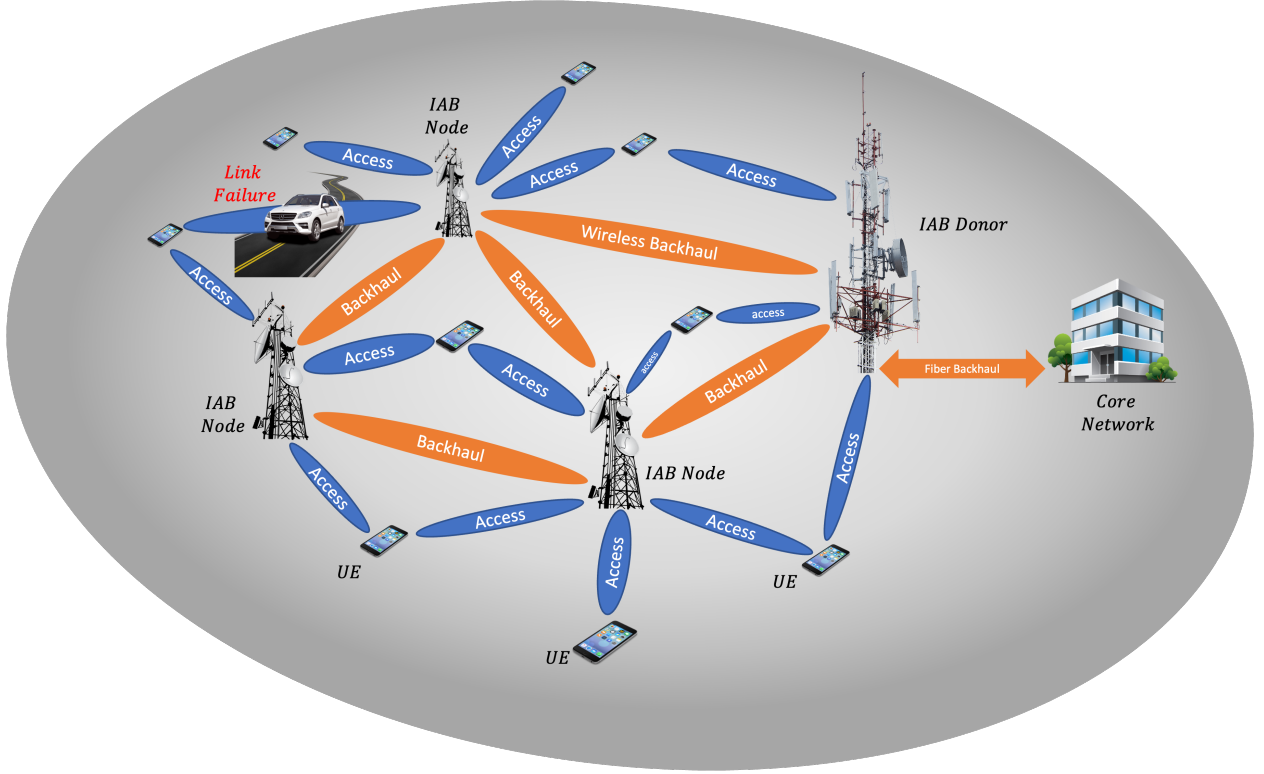 IAB
Node
Access
Access
Access
Access
Link
Failure
IAB Donor
Wireless Backhaul
Access
Backhaul
Backhaul
access
access
Access
Access
Backhaul
Fiber Backhaul
Core
Network
IAB
Node
Backhaul
IAB Node
Access
Access
Access
Access
Access
UE
UE
UE